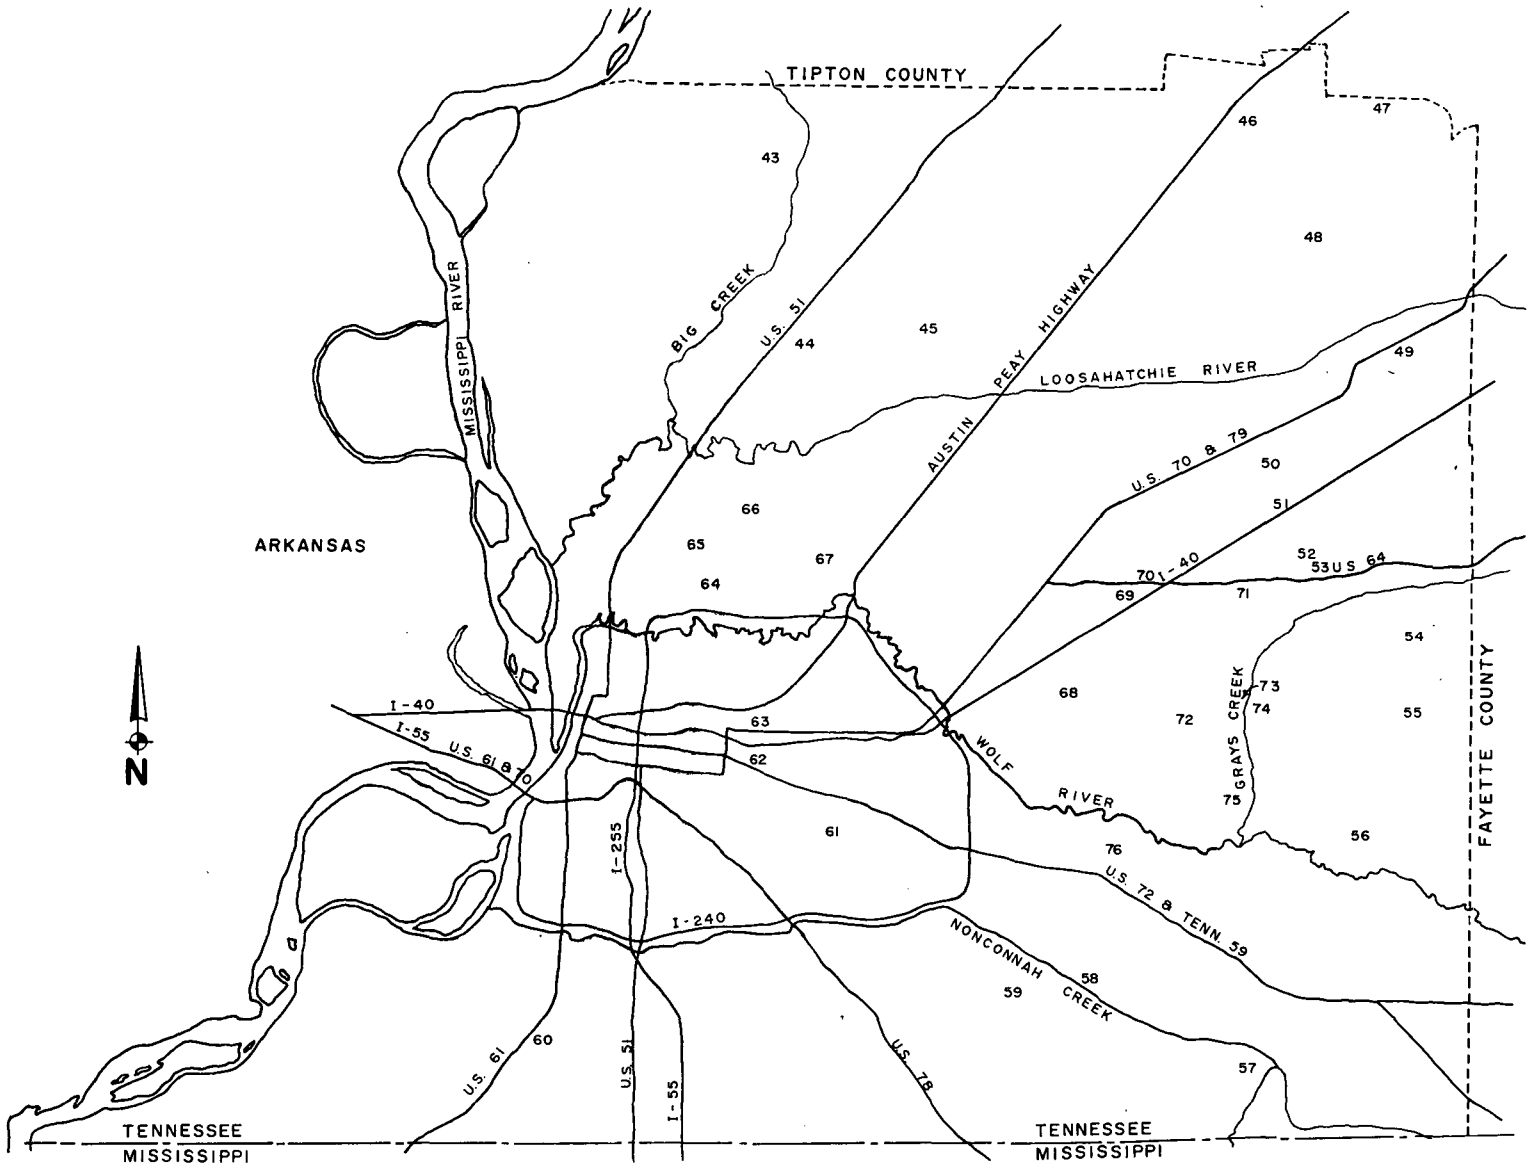 TIPTON COUNTY
47
46
43
48
MISSISSIPPI RIVER
BIG CREEK
U.S. 51
44
45
AUSTIN PEAY HIGHWAY
LOOSAHATCHIE RIVER
49
U.S. 70 & 79
50
51
66
ARKANSAS
65
67
64
52
53 US 64
70 I-40
69
71
54
FAYETTE COUNTY
GRAYS CREEK
73
74
68
72
55
I-40
I-55
U.S. 61 & 70
63
62
WOLF RIVER
N
75
61
56
76
I-255
U.S. 72 & TENN. 59
I-240
NONCONNAH CREEK
58
59
60
57
U.S. 61
U.S. 51
I-55
U.S. 78
TENNESSEE
MISSISSIPPI
TENNESSEE
MISSISSIPPI